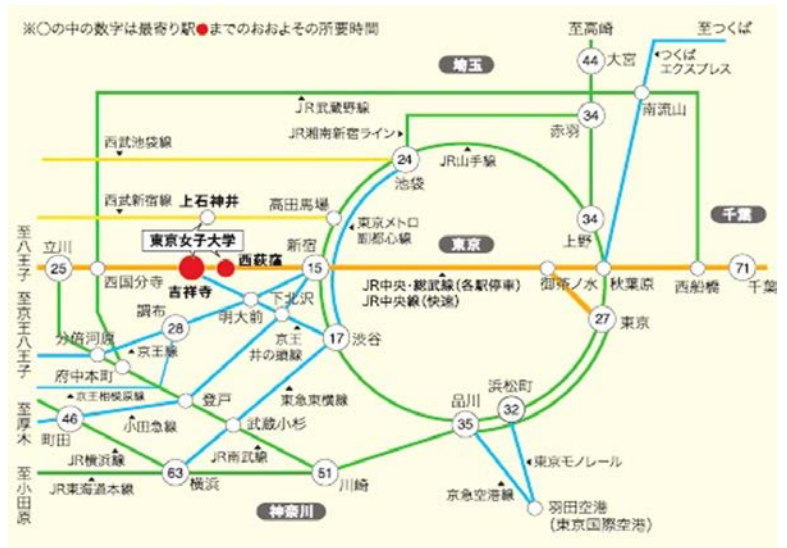 ※○の中の数字は最寄り駅●までのおおよその所要時間
至高崎
至つくば
44
大宮
つくば
エクスプレス
埼玉
JR武蔵野線
南流山
JR湘南新宿ライン
34
赤羽
西武池袋線
24
池袋
JR山手線
西武新宿線
上石神井
高田馬場
東京メトロ
副都心線
34
上野
千葉
東京女子大学
至八王子
立川
25
西国分寺
吉祥寺
西荻窪
新宿
15
東京
JR中央・総武線(各駅停車)
JR中央線(快速)
御茶ノ水
秋葉原
西船橋
71
千葉
至京王八王子
調布
28
明大前
下北沢
27
東京
分倍河原
京王線
京王
井の頭線
17
渋谷
府中本町
京王相模原線
登戸
東急東横線
品川
35
浜松町
32
至厚木
46
町田
小田急線
武蔵小杉
JR横浜線
JR南武線
東京モノレール
至小田原
JR東海道本線
63
横浜
51
川崎
京急空港線
神奈川
羽田空港
(東京国際空港)